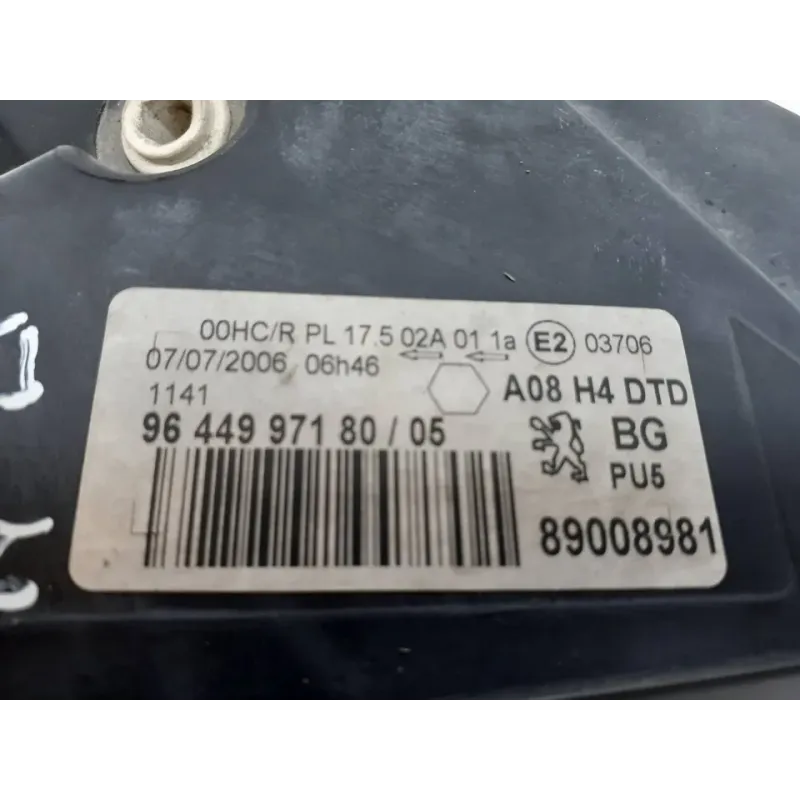 00HC/R PL 17.5 02A 01 1a E2 03706
07/07/2006 06h46
1141
A08 H4 DTD
96 449 971 80 / 05
BG
PU5
89008981